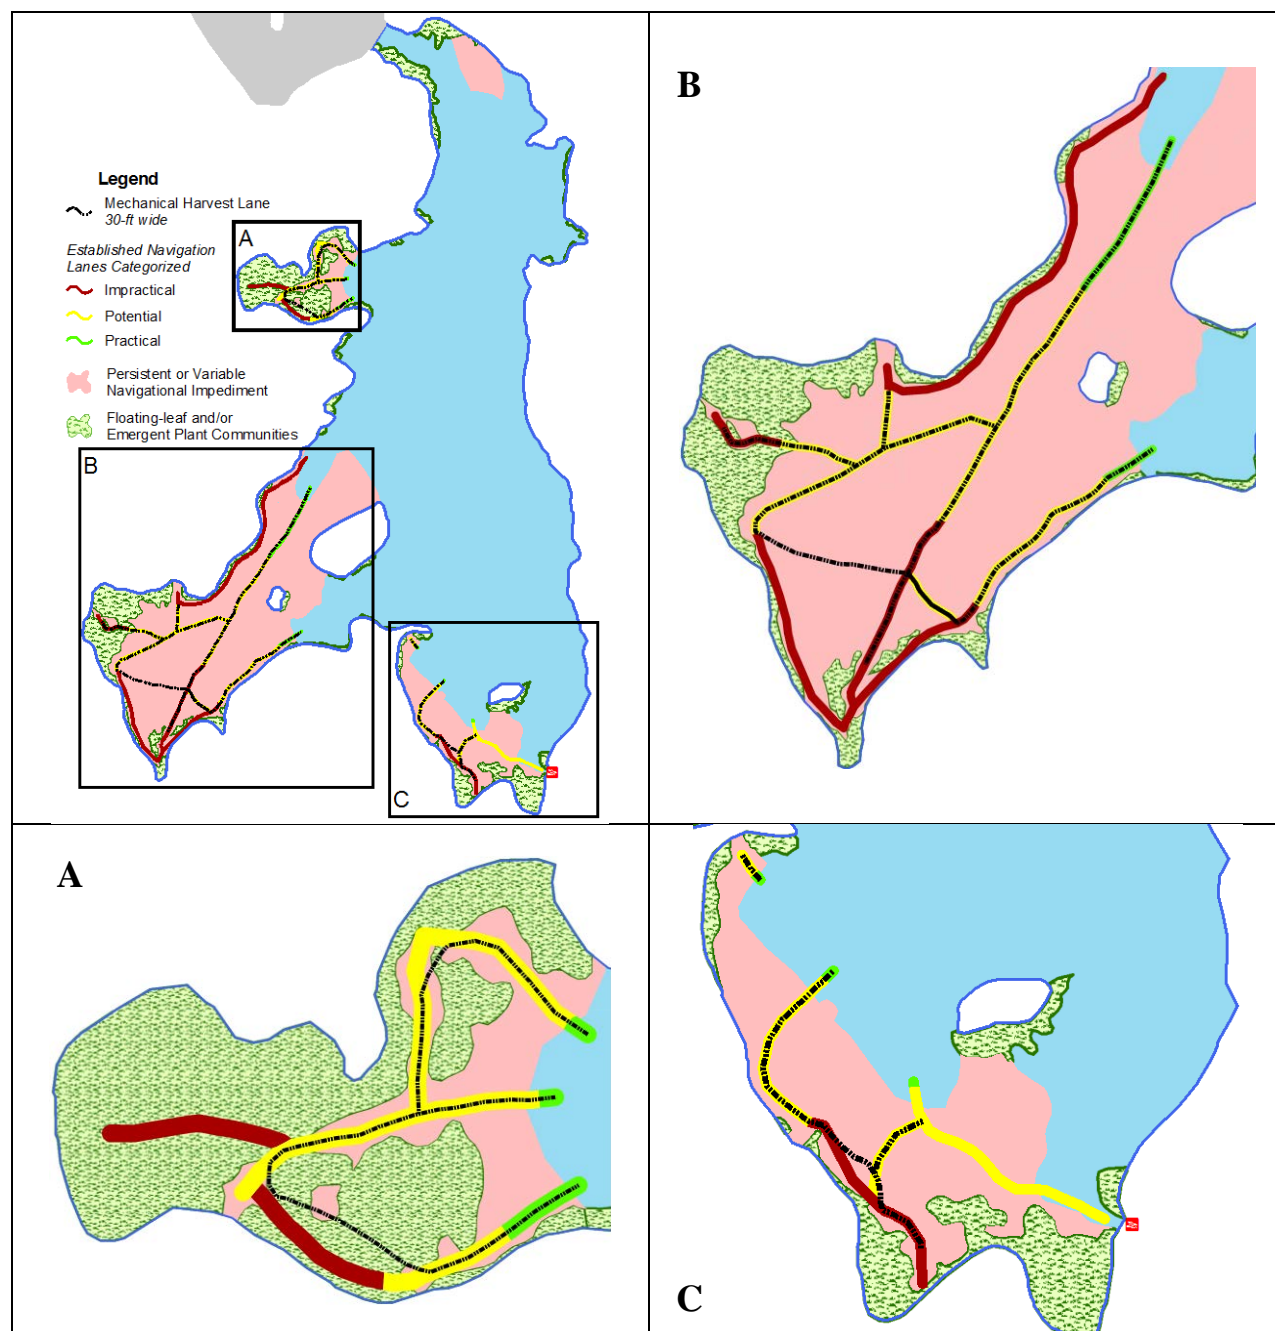 Legend
Mechanical Harvest Lane
30-ft wide
Established Navigation
Lanes Categorized
Impractical
Potential
Practical
Persistent or Variable
Navigational Impediment
Floating-leaf and/or
Emergent Plant Communities
A
B
C
B
A
C